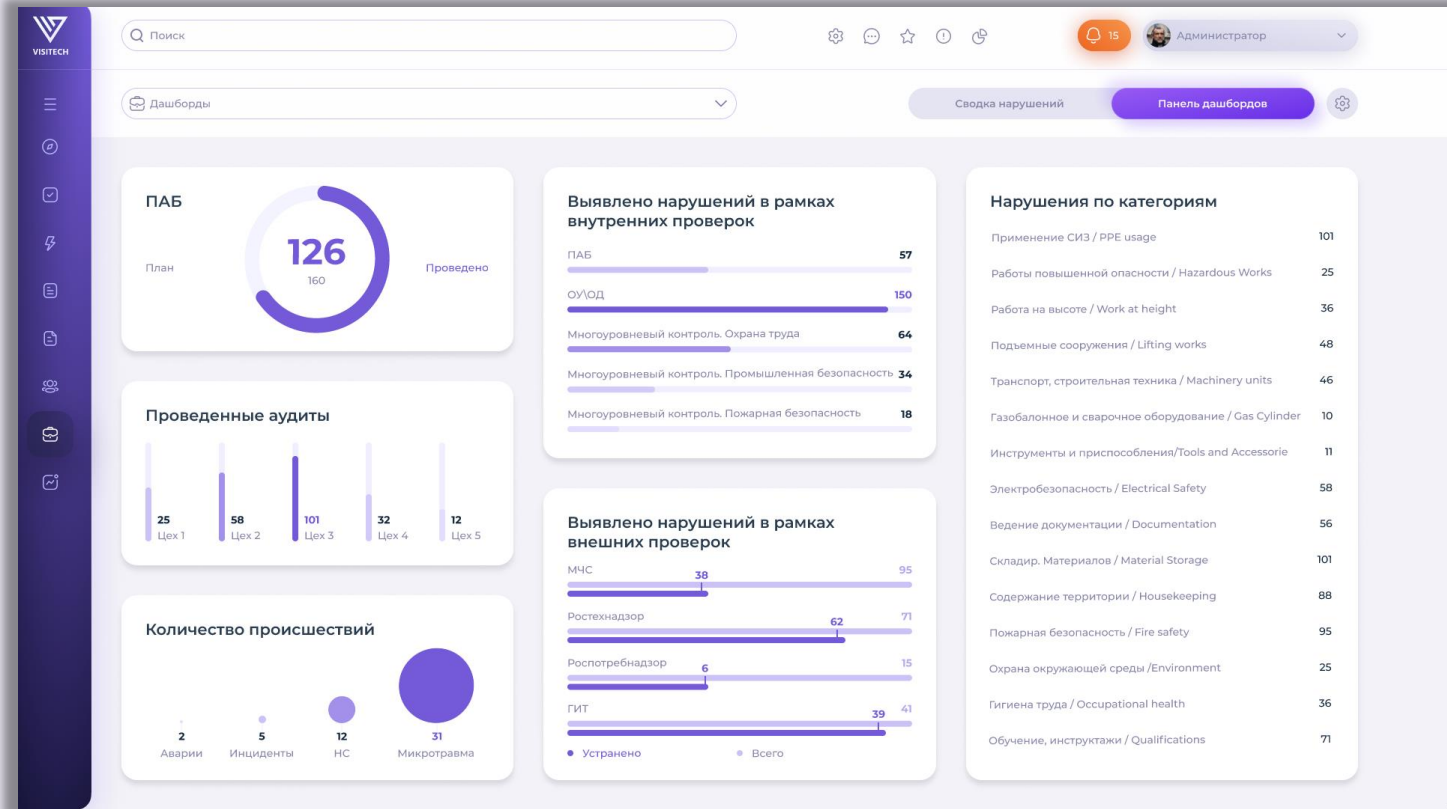 VISITECH
Поиск
15
Администратор
Дашборды
Сводка нарушений
Панель дашбордов
ПАБ
План
126
160
Проведено
Проведенные аудиты
25
Цех 1
58
Цех 2
101
Цех 3
32
Цех 4
12
Цех 5
Количество происшествий
2
Аварии
5
Инциденты
12
НС
31
Микротравма
Выявлено нарушений в рамках
внутренних проверок
ПАБ 57
ОУ\ОД 150
Многоуровневый контроль. Охрана труда 64
Многоуровневый контроль. Промышленная безопасность 34
Многоуровневый контроль. Пожарная безопасность 18
Выявлено нарушений в рамках
внешних проверок
МЧС 38 95
Ростехнадзор 62 71
Роспотребнадзор 6 15
ГИТ 39 41
Устранено Всего
Нарушения по категориям
Применение СИЗ / PPE usage 101
Работы повышенной опасности / Hazardous Works 25
Работа на высоте / Work at height 36
Подъемные сооружения / Lifting works 48
Транспорт, строительная техника / Machinery units 46
Газобалонное и сварочное оборудование / Gas Cylinder 10
Инструменты и приспособления/Tools and Accessorie 11
Электробезопасность / Electrical Safety 58
Ведение документации / Documentation 56
Складир. Материалов / Material Storage 101
Содержание территории / Housekeeping 88
Пожарная безопасность / Fire safety 95
Охрана окружающей среды /Environment 25
Гигиена труда / Occupational health 36
Обучение, инструктажи / Qualifications 71